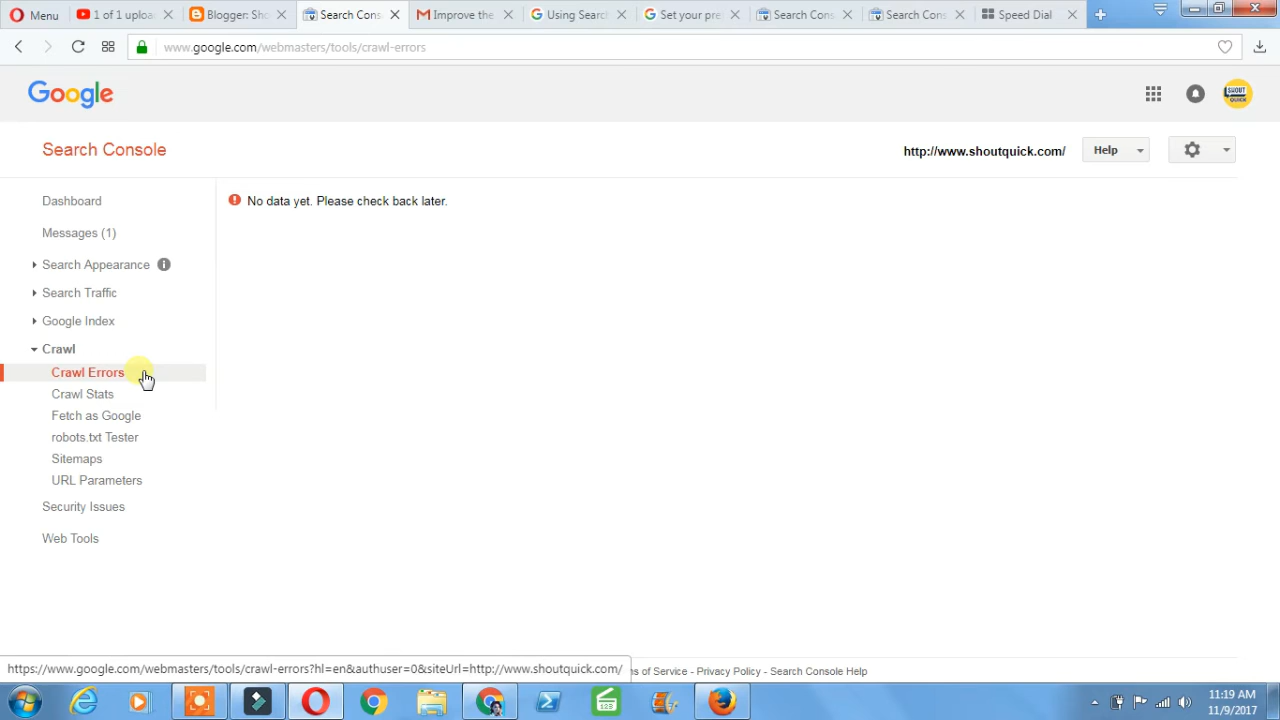 Menu
1 of 1 uploa
Blogger: Sho
Search Cons
Improve the
Using Searc
Set your pre
Search Cons
Search Cons
Speed Dial
www.google.com/webmasters/tools/crawl-errors
Google
SHOUT
QUICK
Search Console
http://www.shoutquick.com/
Help
Dashboard
Messages (1)
Search Appearance
Search Traffic
Google Index
Crawl
Crawl Errors
Crawl Stats
Fetch as Google
robots.txt Tester
Sitemaps
URL Parameters
Security Issues
Web Tools
No data yet. Please check back later.
https://www.google.com/webmasters/tools/crawl-errors?hl=en&authuser=0&siteUrl=http://www.shoutquick.com/
ns of Service - Privacy Policy - Search Console Help
11:19 AM
11/9/2017